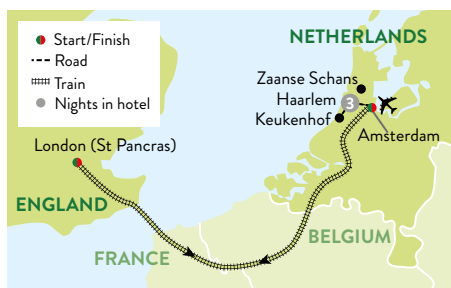 Start/Finish
Road
Train
Nights in hotel
NETHERLANDS
Zaanse Schans
Haarlem
3
Keukenhof
Amsterdam
London (St Pancras)
ENGLAND
BELGIUM
FRANCE